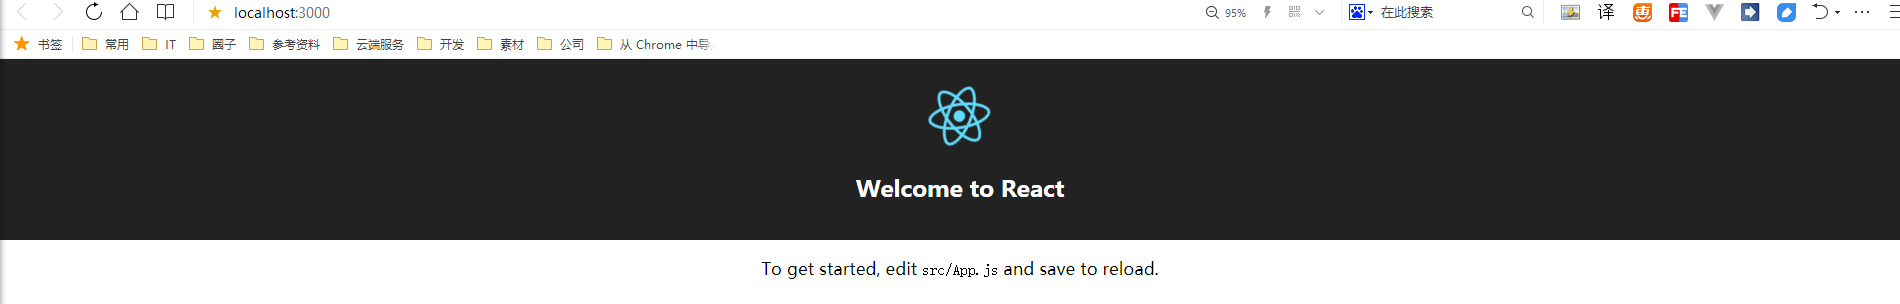 localhost:3000 95% 在此搜索 译 惠 FE
书签 常用 IT 圈子 参考资料 云端服务 开发 素材 公司 从 Chrome 中导
Welcome to React
To get started, edit src/App.js and save to reload.